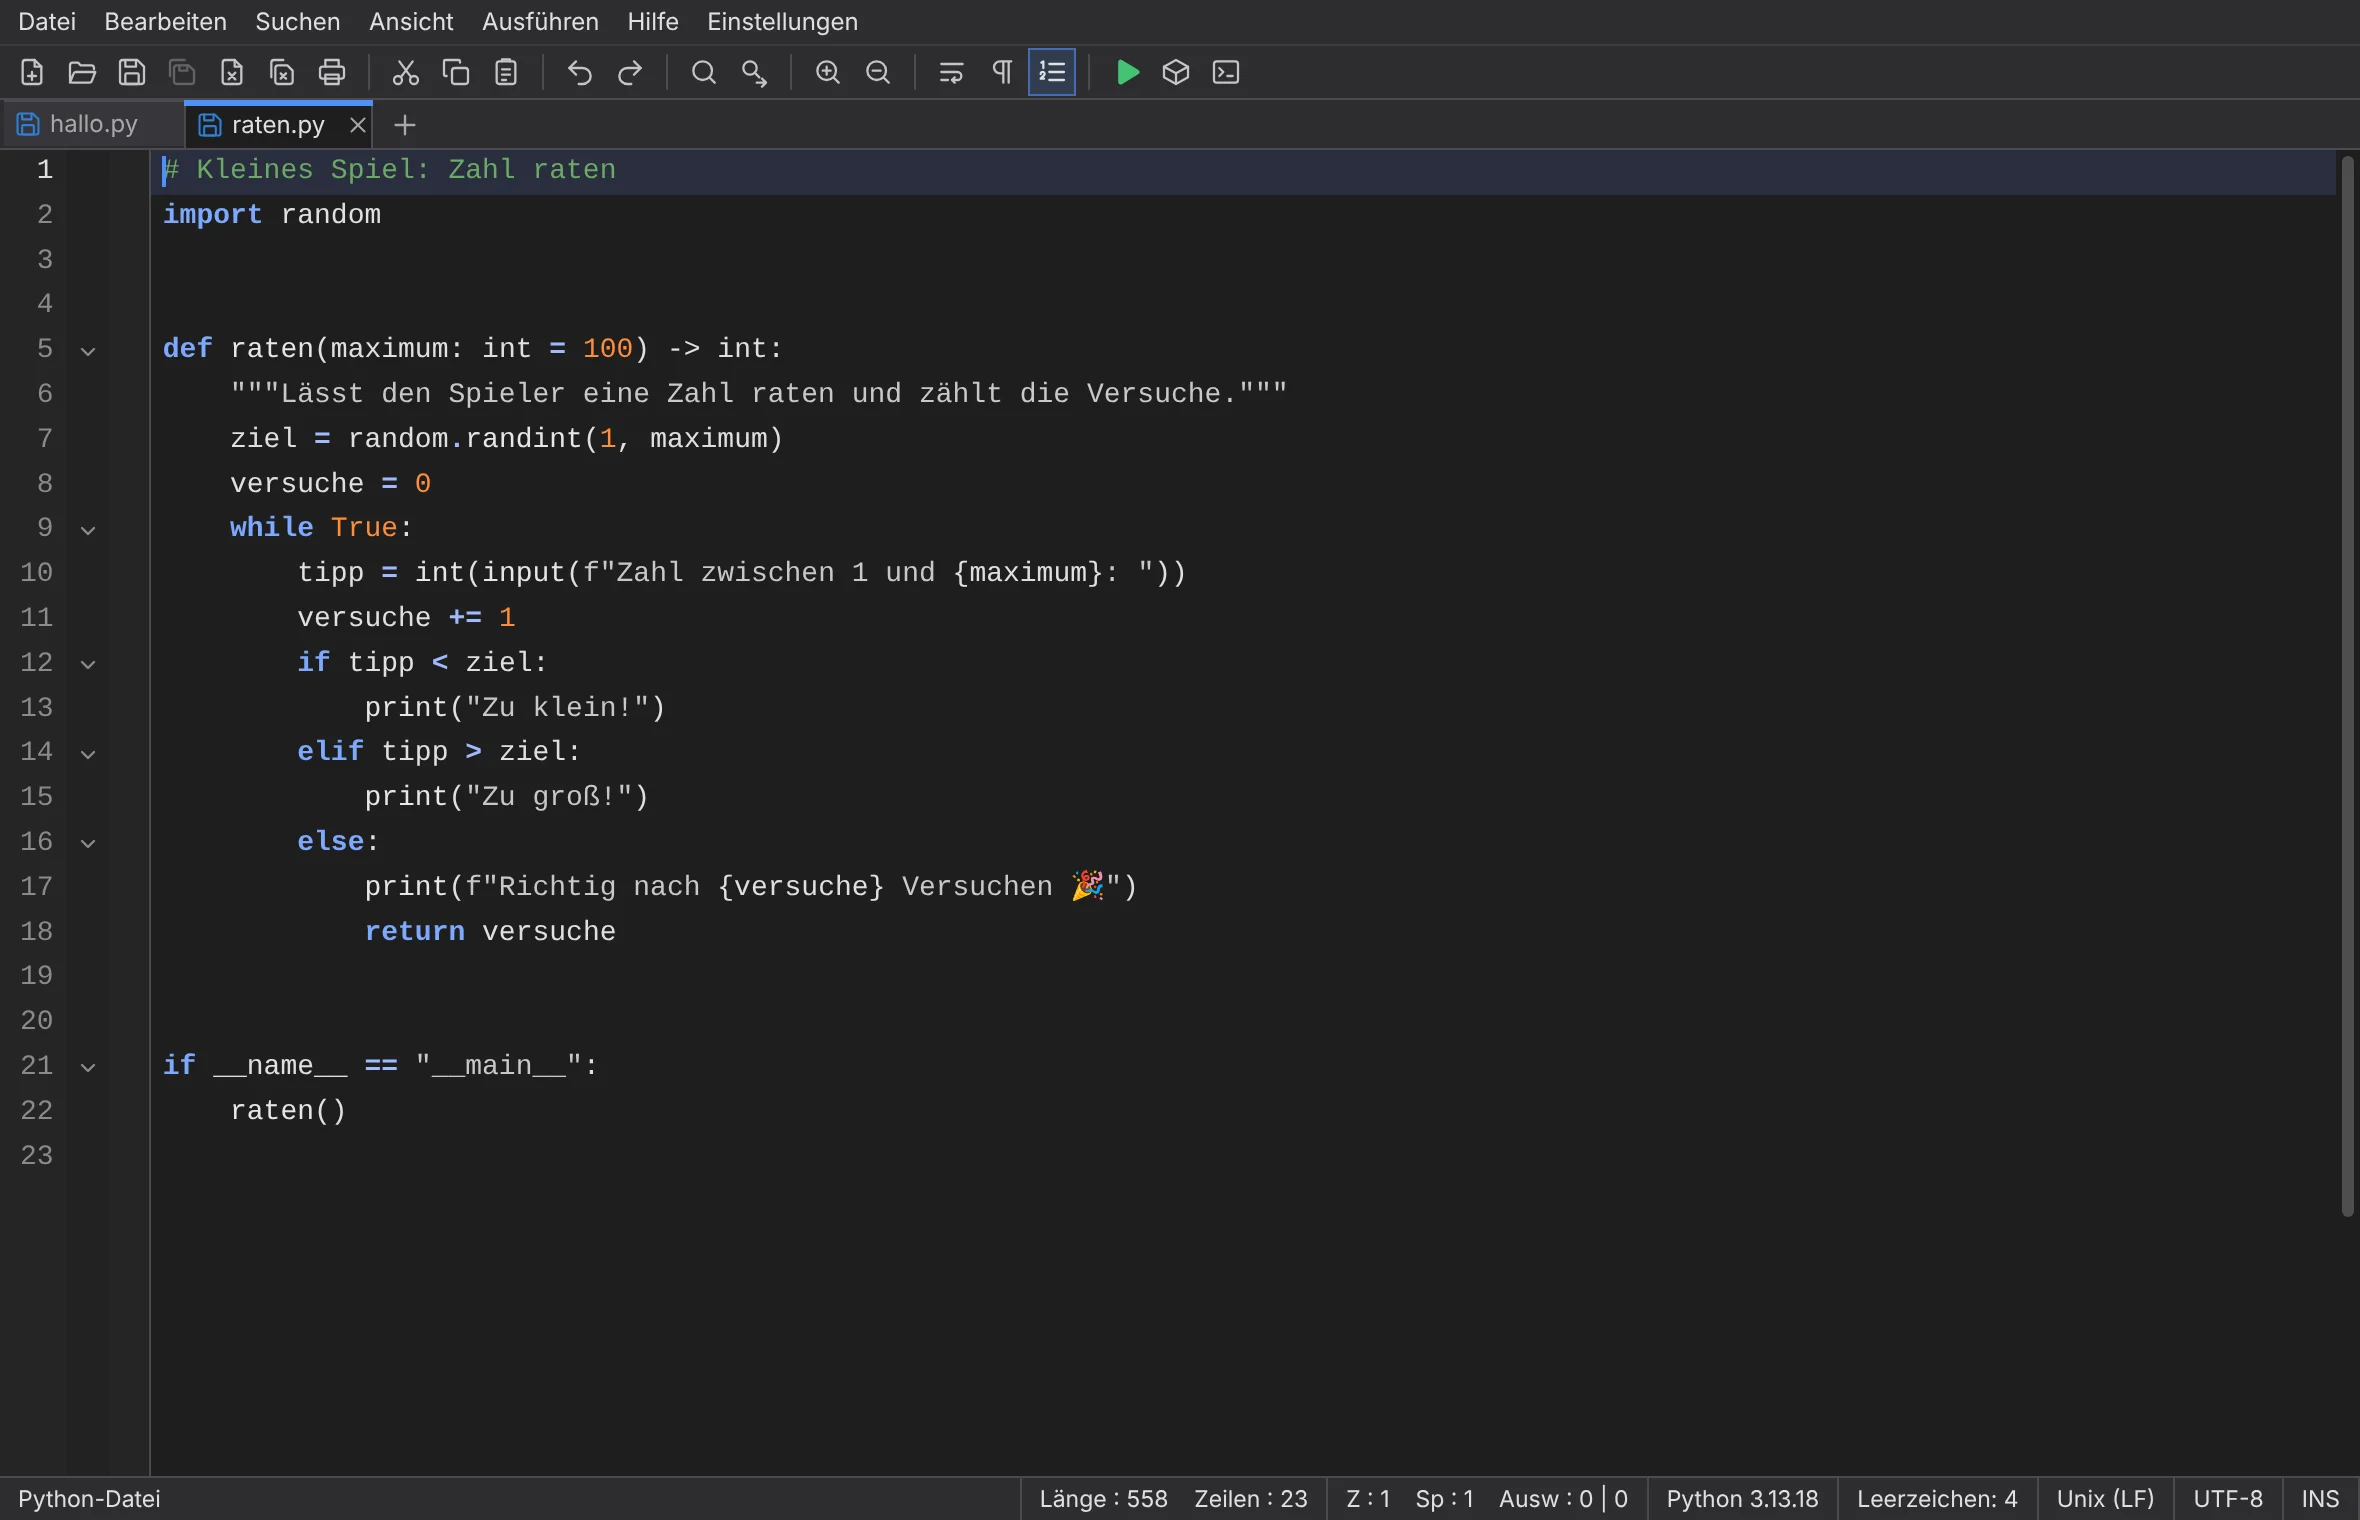 Datei Bearbeiten Suchen Ansicht Ausführen Hilfe Einstellungen
hallo.py raten.py
1 # Kleines Spiel: Zahl raten
2 import random
3
4
5 def raten(maximum: int = 100) -> int:
6     """Lässt den Spieler eine Zahl raten und zählt die Versuche."""
7     ziel = random.randint(1, maximum)
8     versuche = 0
9     while True:
10         tipp = int(input(f"Zahl zwischen 1 und {maximum}: "))
11         versuche += 1
12         if tipp < ziel:
13             print("Zu klein!")
14         elif tipp > ziel:
15             print("Zu groß!")
16         else:
17             print(f"Richtig nach {versuche} Versuchen 🎉")
18             return versuche
19
20
21 if __name__ == "__main__":
22     raten()
23
Python-Datei Länge : 558 Zeilen : 23 Z : 1 Sp : 1 Ausw : 0 | 0 Python 3.13.18 Leerzeichen: 4 Unix (LF) UTF-8 INS